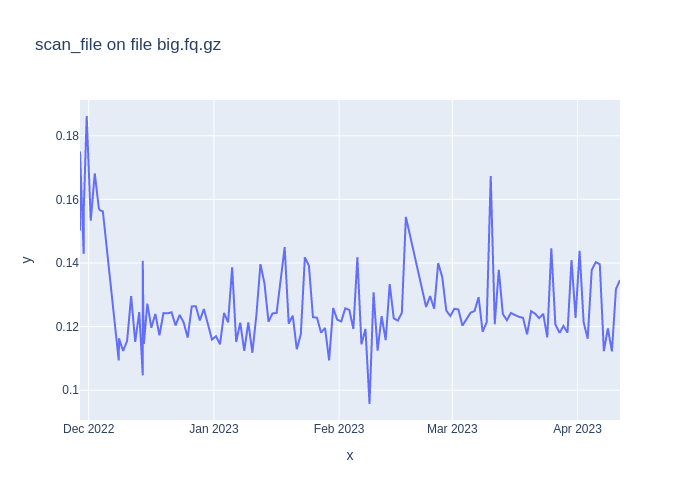 scan_file on file big.fq.gz
0.18
0.16
0.14
0.12
0.1
y
Dec 2022 Jan 2023 Feb 2023 Mar 2023 Apr 2023
x